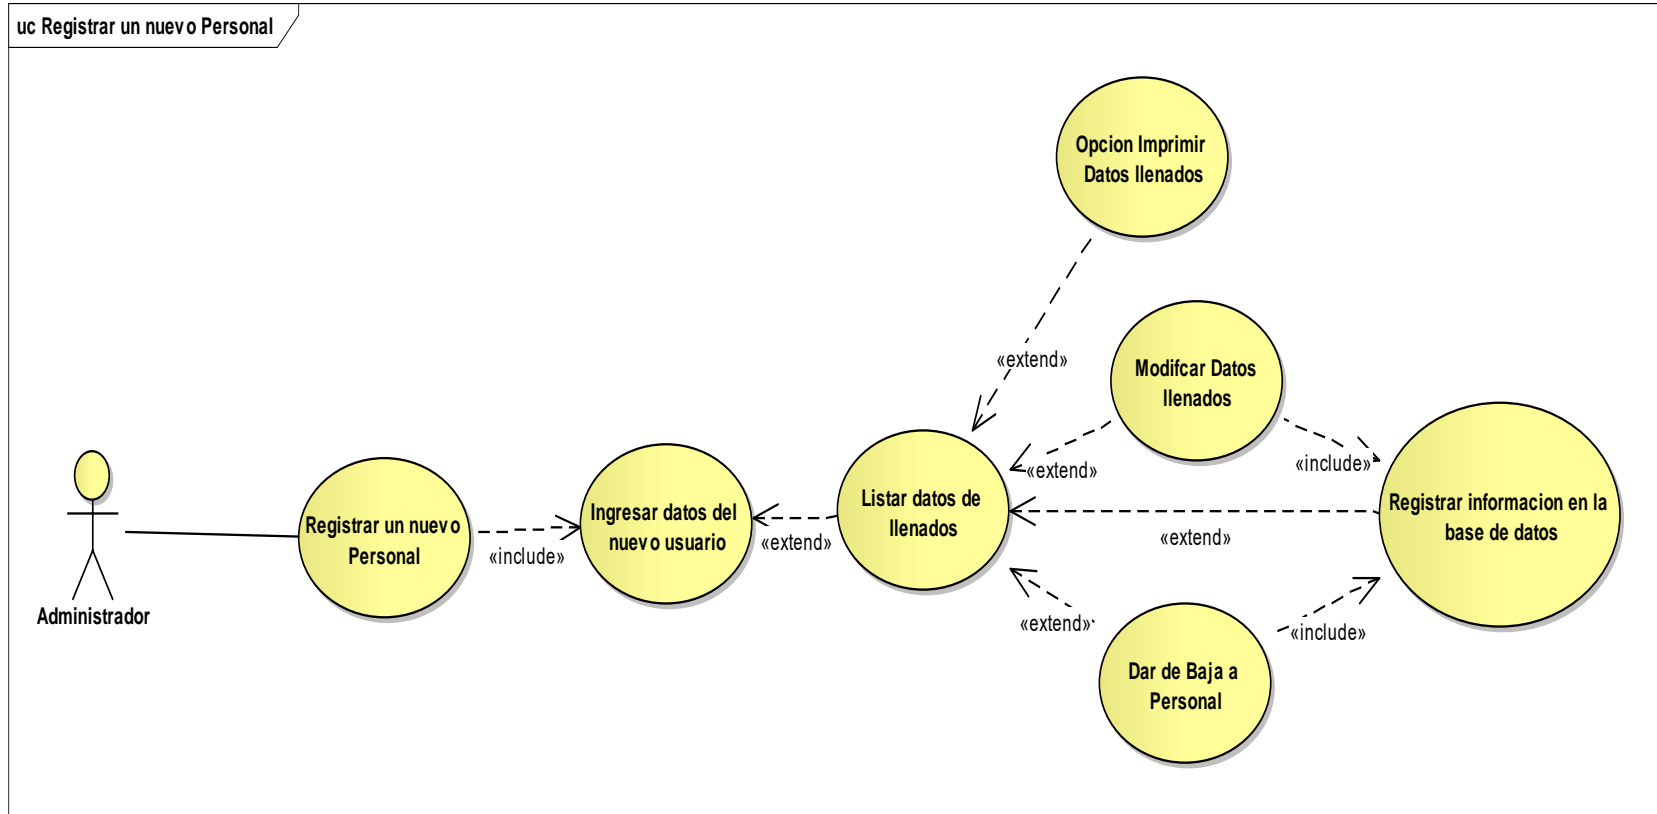 uc Registrar un nuevo Personal
Opcion Imprimir
Datos llenados
«extend»
Modifcar Datos
llenados
«extend»
«include»
Administrador
Registrar un nuevo
Personal
«include»
Ingresar datos del
nuevo usuario
«extend»
Listar datos de
llenados
«extend»
Registrar informacion en la
base de datos
«extend»
«include»
Dar de Baja a
Personal